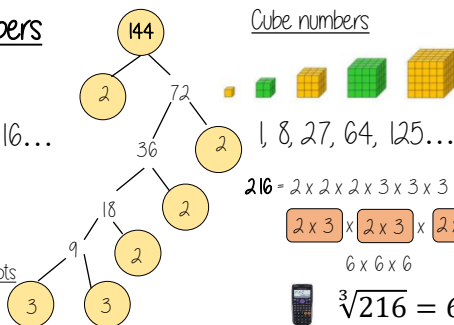 bers
144
2
72
36
2
18
2
9
2
3
3
16...
ots
Cube numbers
1, 8, 27, 64, 125...
216 = 2 x 2 x 2 x 3 x 3 x 3
2 x 3 x 2 x 3 x 2
6 x 6 x 6
∛216 = 6